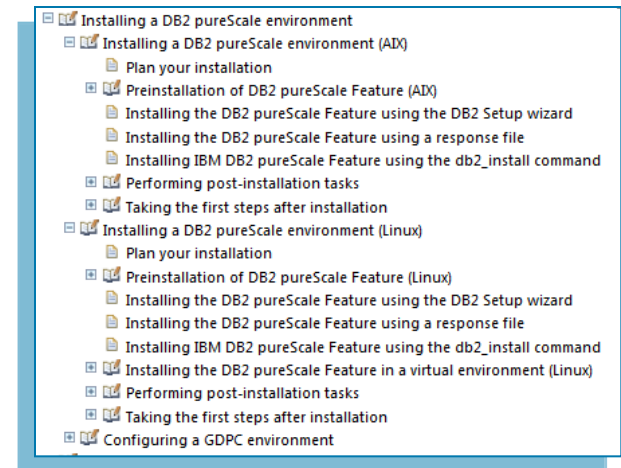 Installing a DB2 pureScale environment
Installing a DB2 pureScale environment (AIX)
Plan your installation
Preinstallation of DB2 pureScale Feature (AIX)
Installing the DB2 pureScale Feature using the DB2 Setup wizard
Installing the DB2 pureScale Feature using a response file
Installing IBM DB2 pureScale Feature using the db2_install command
Performing post-installation tasks
Taking the first steps after installation
Installing a DB2 pureScale environment (Linux)
Plan your installation
Preinstallation of DB2 pureScale Feature (Linux)
Installing the DB2 pureScale Feature using the DB2 Setup wizard
Installing the DB2 pureScale Feature using a response file
Installing IBM DB2 pureScale Feature using the db2_install command
Installing the DB2 pureScale Feature in a virtual environment (Linux)
Performing post-installation tasks
Taking the first steps after installation
Configuring a GDPC environment